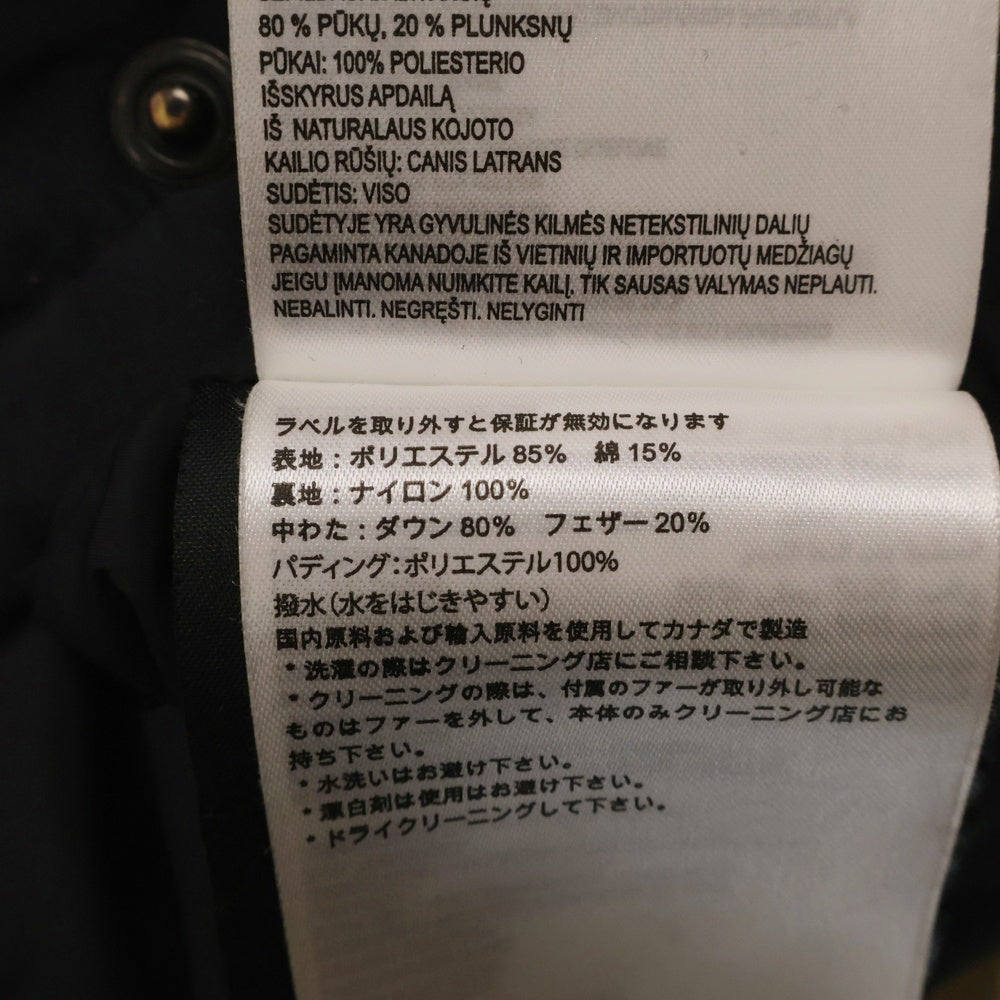 80 % PŪKŲ, 20 % PLUNKSNŲ
PŪKAI: 100% POLIESTERIO
IŠSKYRUS APDAILĄ
IŠ NATURALAUS KOJOTO
KAILIO RŪŠIŲ: CANIS LATRANS
SUDĖTIS: VISO
SUDĖTYJE YRA GYVULINĖS KILMĖS NETEKSTILINIŲ DALIŲ
PAGAMINTA KANADOJE IŠ VIETINIŲ IR IMPORTUOTŲ MEDŽIAGŲ
JEIGU ĮMANOMA NUIMKITE KAILĮ. TIK SAUSAS VALYMAS NEPLAUTI.
NEBALINTI. NEGRĘŠTI. NELYGINTI
ラベルを取り外すと保証が無効になります
表地：ポリエステル 85%　綿 15%
裏地：ナイロン 100%
中わた：ダウン 80%　フェザー 20%
パディング:ポリエステル100%
撥水(水をはじきやすい)
国内原料および輸入原料を使用してカナダで製造
* 洗濯の際はクリーニング店にご相談下さい。
* クリーニングの際は、付属のファーが取り外し可能な
ものはファーを外して、本体のみクリーニング店にお
持ち下さい。
* 水洗いはお避け下さい。
* 漂白剤は使用はお避け下さい。
* ドライクリーニングして下さい。